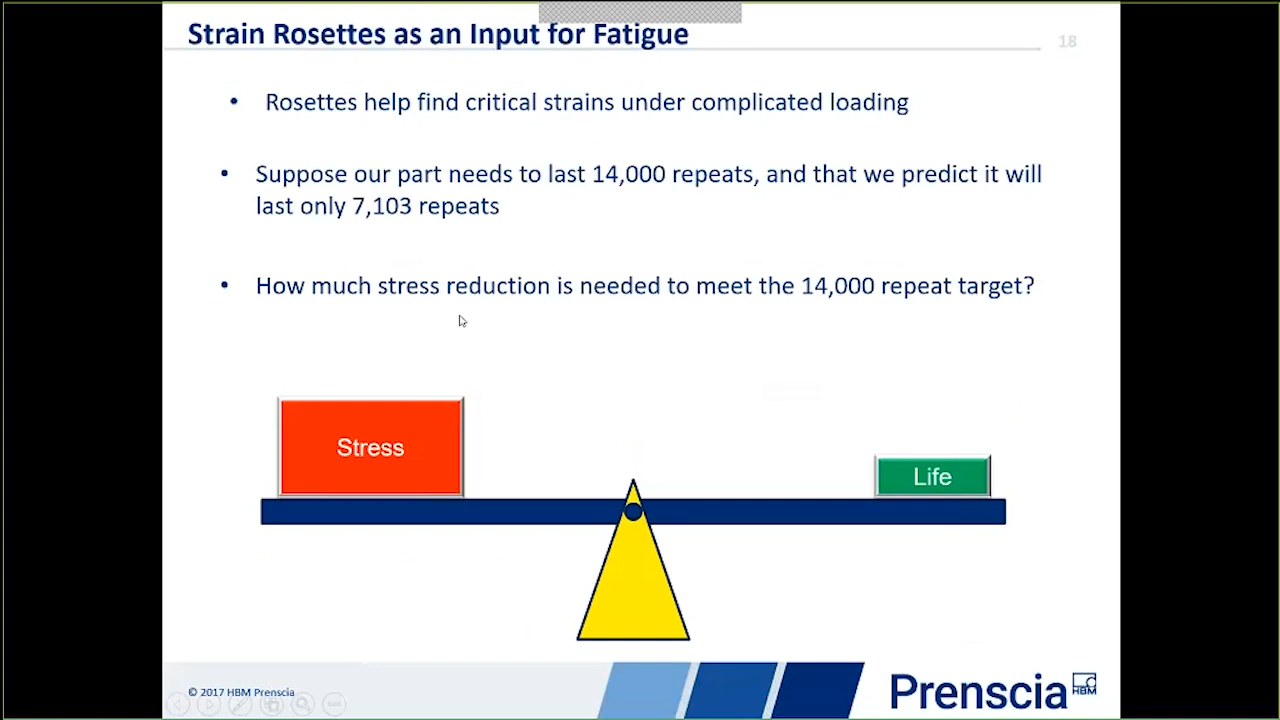 Strain Rosettes as an Input for Fatigue
18
• Rosettes help find critical strains under complicated loading
• Suppose our part needs to last 14,000 repeats, and that we predict it will
last only 7,103 repeats
• How much stress reduction is needed to meet the 14,000 repeat target?
Stress
Life
© 2017 HBM Prenscia
Prenscia
HBM